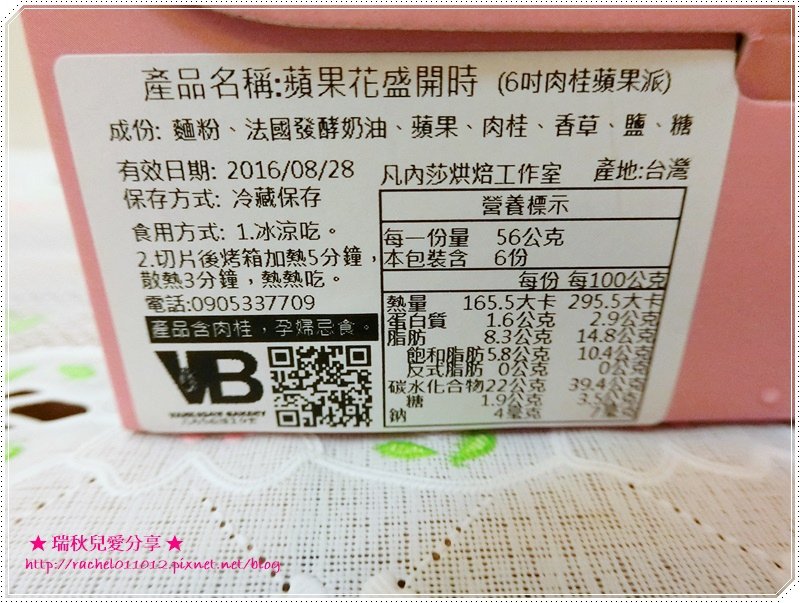 產品名稱:蘋果花盛開時 (6吋肉桂蘋果派)
成份: 麵粉、法國發酵奶油、蘋果、肉桂、香草、鹽、糖
有效日期: 2016/08/28
保存方式: 冷藏保存
食用方式: 1.冰涼吃。
2.切片後烤箱加熱5分鐘,
散熱3分鐘,熱熱吃。
電話:0905337709
產品含肉桂,孕婦忌食。
VB
凡內莎烘焙工作室 產地:台灣
營養標示
每一份量 56公克
本包裝含 6份
每份 每100公克
熱量 165.5大卡 295.5大卡
蛋白質 1.6公克 2.9公克
脂肪 8.3公克 14.8公克
飽和脂肪 5.8公克 10.4公克
反式脂肪 0公克 0公克
碳水化合物 22公克 39.4公克
糖 1.9公克 3.5公克
鈉 4毫克 7毫克
★ 瑞秋兒愛分享 ★
http://rachel011012.pixnet.net/blog